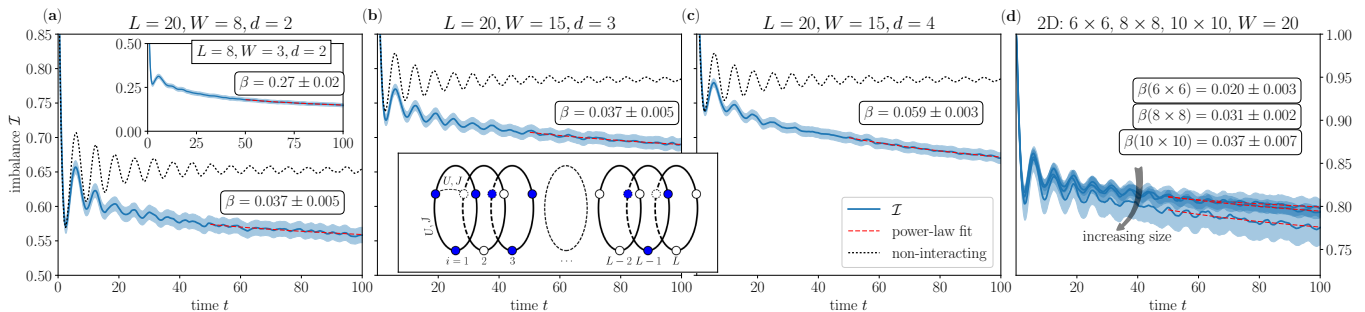 (a) L = 20, W = 8, d = 2
imbalance I
0.85
0.80
0.75
0.70
0.65
0.60
0.55
0.50
0 20 40 60 80 100
time t
0.50
0.25
0.00
0 25 50 75 100
L = 8, W = 3, d = 2
β = 0.27 ± 0.02
β = 0.037 ± 0.005
(b) L = 20, W = 15, d = 3
β = 0.037 ± 0.005
U, J
U, J
i = 1 2 3 ... L − 2 L−1 L
20 40 60 80 100
time t
(c) L = 20, W = 15, d = 4
β = 0.059 ± 0.003
I
power-law fit
non-interacting
20 40 60 80 100
time t
(d) 2D: 6 × 6, 8 × 8, 10 × 10, W = 20
β(6 × 6) = 0.020 ± 0.003
β(8 × 8) = 0.031 ± 0.002
β(10 × 10) = 0.037 ± 0.007
increasing size
1.00
0.95
0.90
0.85
0.80
0.75
0 20 40 60 80 100
time t